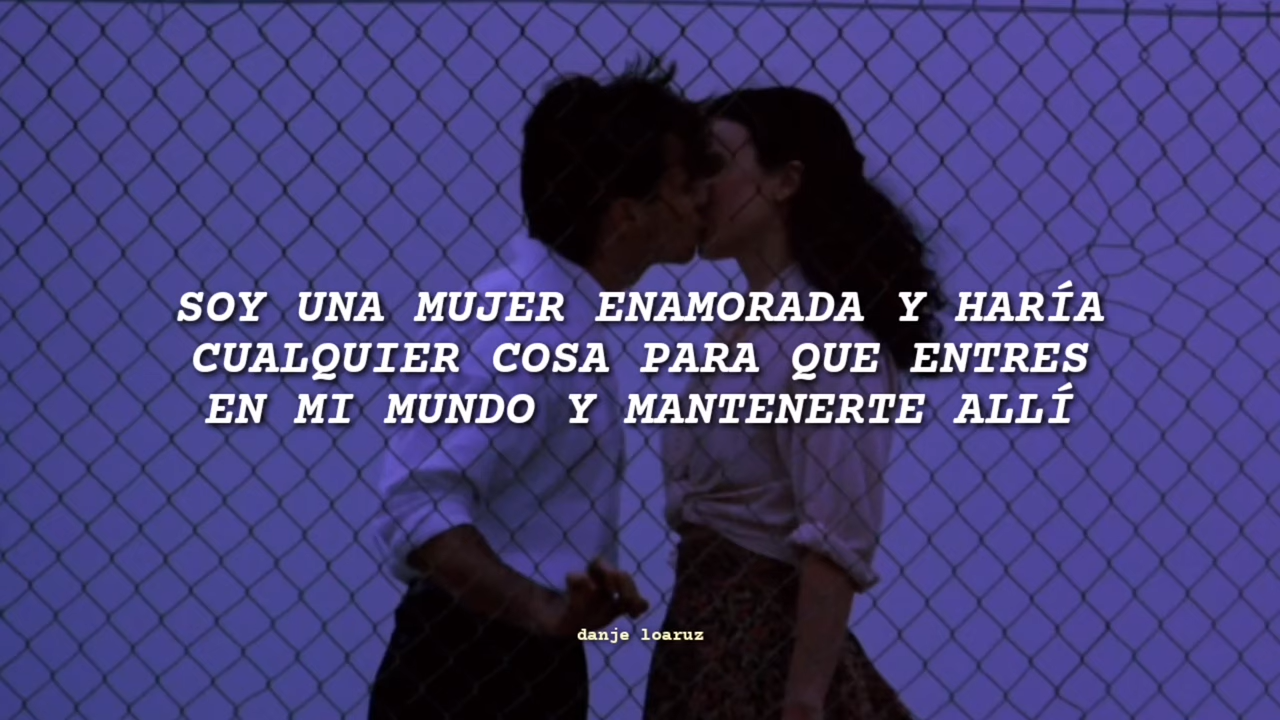 SOY UNA MUJER ENAMORADA Y HARÍA
CUALQUIER COSA PARA QUE ENTRES
EN MI MUNDO Y MANTENERTE ALLÍ
danje loaruz